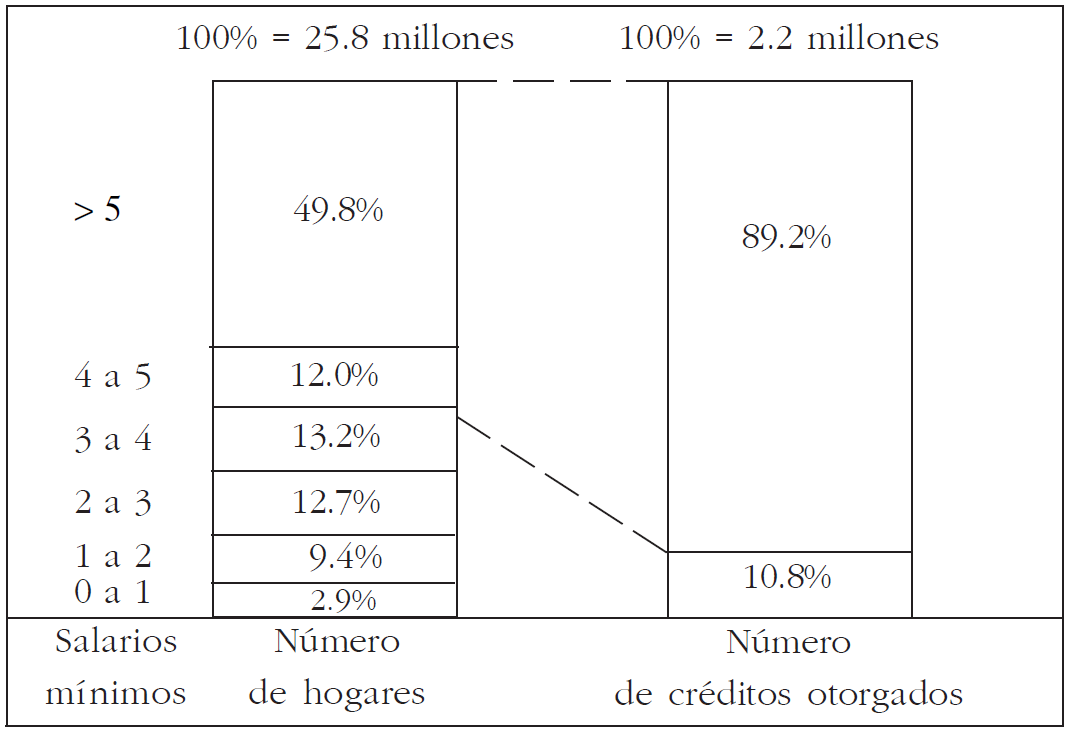 100% = 25.8 millones 100% = 2.2 millones
> 5 49.8% 89.2%
4 a 5 12.0%
3 a 4 13.2%
2 a 3 12.7%
1 a 2 9.4%
10.8%
0 a 1 2.9%
Salarios Número Número
mínimos de hogares de créditos otorgados